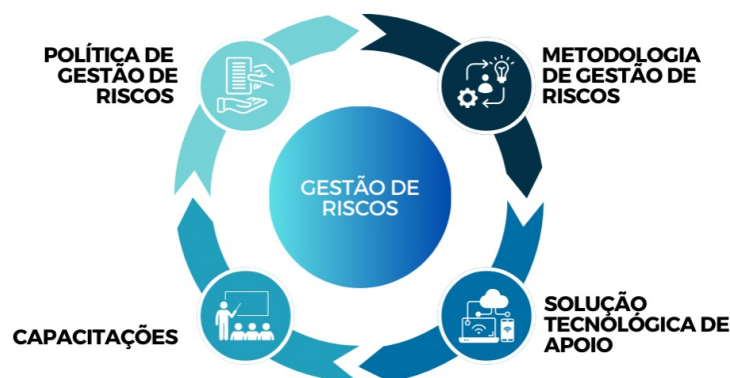 POLÍTICA DE
GESTÃO DE
RISCOS
METODOLOGIA
DE GESTÃO DE
RISCOS
GESTÃO DE
RISCOS
CAPACITAÇÕES
SOLUÇÃO
TECNOLÓGICA DE
APOIO